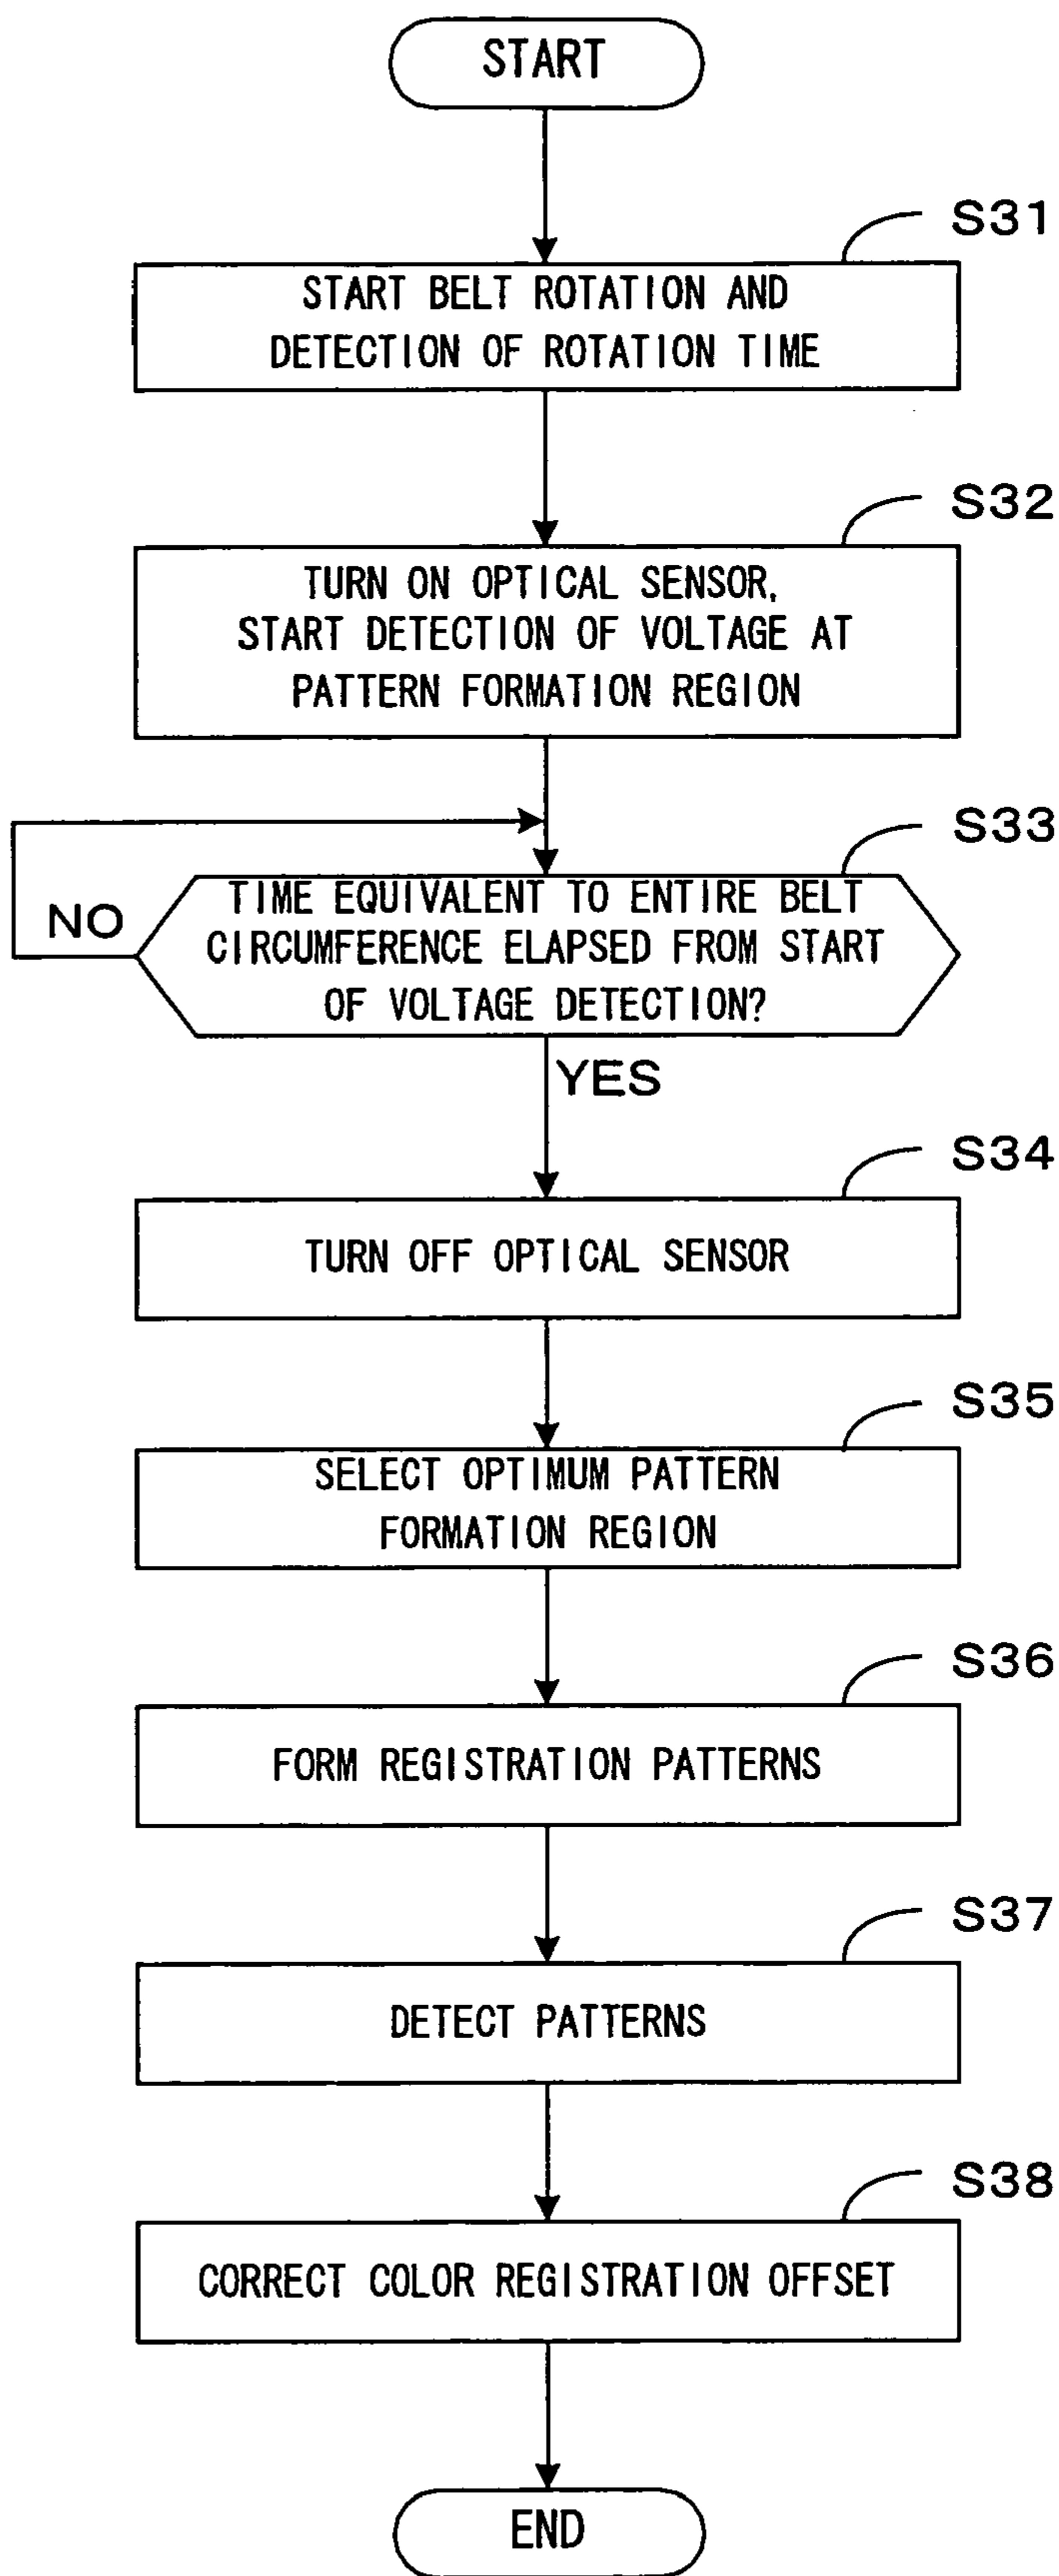 START
S31
START BELT ROTATION AND
DETECTION OF ROTATION TIME
S32
TURN ON OPTICAL SENSOR,
START DETECTION OF VOLTAGE AT
PATTERN FORMATION REGION
S33
NO
TIME EQUIVALENT TO ENTIRE BELT
CIRCUMFERENCE ELAPSED FROM START
OF VOLTAGE DETECTION?
YES
S34
TURN OFF OPTICAL SENSOR
S35
SELECT OPTIMUM PATTERN
FORMATION REGION
S36
FORM REGISTRATION PATTERNS
S37
DETECT PATTERNS
S38
CORRECT COLOR REGISTRATION OFFSET
END